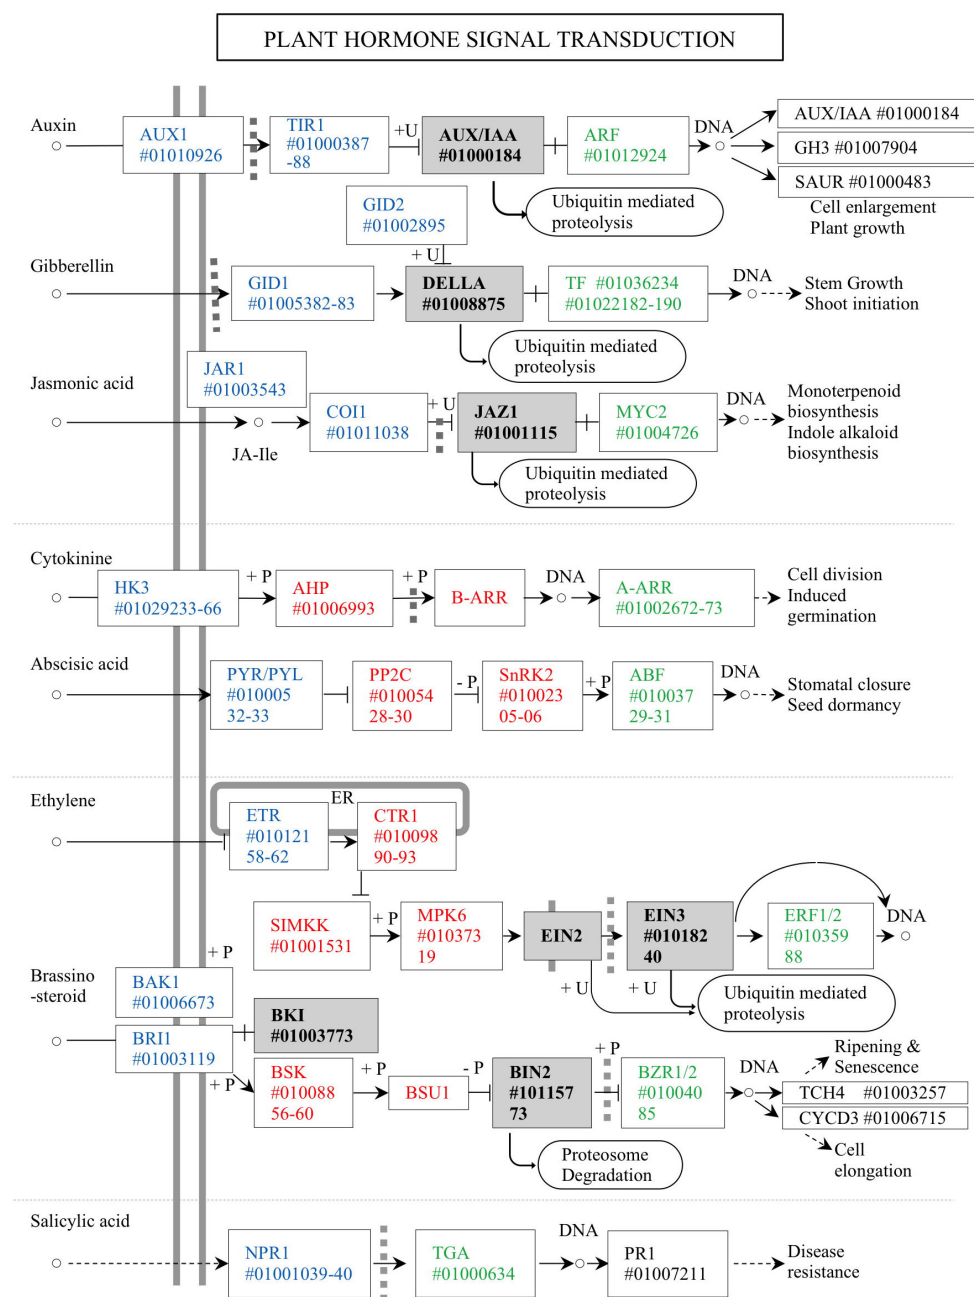 PLANT HORMONE SIGNAL TRANSDUCTION
Auxin
AUX1
#01010926
TIR1
#01000387
-88
+U
AUX/IAA
#01000184
ARF
#01012924
DNA
AUX/IAA #01000184
GH3 #01007904
SAUR #01000483
Cell enlargement
Plant growth
Ubiquitin mediated
proteolysis
GID2
#01002895
+ U
Gibberellin
GID1
#01005382-83
DELLA
#01008875
TF #01036234
#01022182-190
DNA
Stem Growth
Shoot initiation
Ubiquitin mediated
proteolysis
Jasmonic acid
JAR1
#01003543
JA-Ile
COI1
#01011038
+ U
JAZ1
#01001115
MYC2
#01004726
DNA
Monoterpenoid
biosynthesis
Indole alkaloid
biosynthesis
Ubiquitin mediated
proteolysis
Cytokinine
HK3
#01029233-66
+ P
AHP
#01006993
+ P
B-ARR
DNA
A-ARR
#01002672-73
Cell division
Induced
germination
Abscisic acid
PYR/PYL
#010005
32-33
PP2C
#010054
28-30
- P
SnRK2
#010023
05-06
+ P
ABF
#010037
29-31
DNA
Stomatal closure
Seed dormancy
Ethylene
ER
ETR
#010121
58-62
CTR1
#010098
90-93
SIMKK
#01001531
+ P
MPK6
#010373
19
EIN2
EIN3
#010182
40
ERF1/2
#010359
88
DNA
+ U
+ U
Ubiquitin mediated
proteolysis
Brassino
-steroid
+ P
BAK1
#01006673
BRI1
#01003119
+ P
BKI
#01003773
BSK
#010088
56-60
+ P
BSU1
- P
BIN2
#101157
73
+ P
BZR1/2
#010040
85
DNA
Ripening &
Senescence
TCH4 #01003257
CYCD3 #01006715
Cell
elongation
Proteosome
Degradation
Salicylic acid
NPR1
#01001039-40
TGA
#01000634
DNA
PR1
#01007211
Disease
resistance